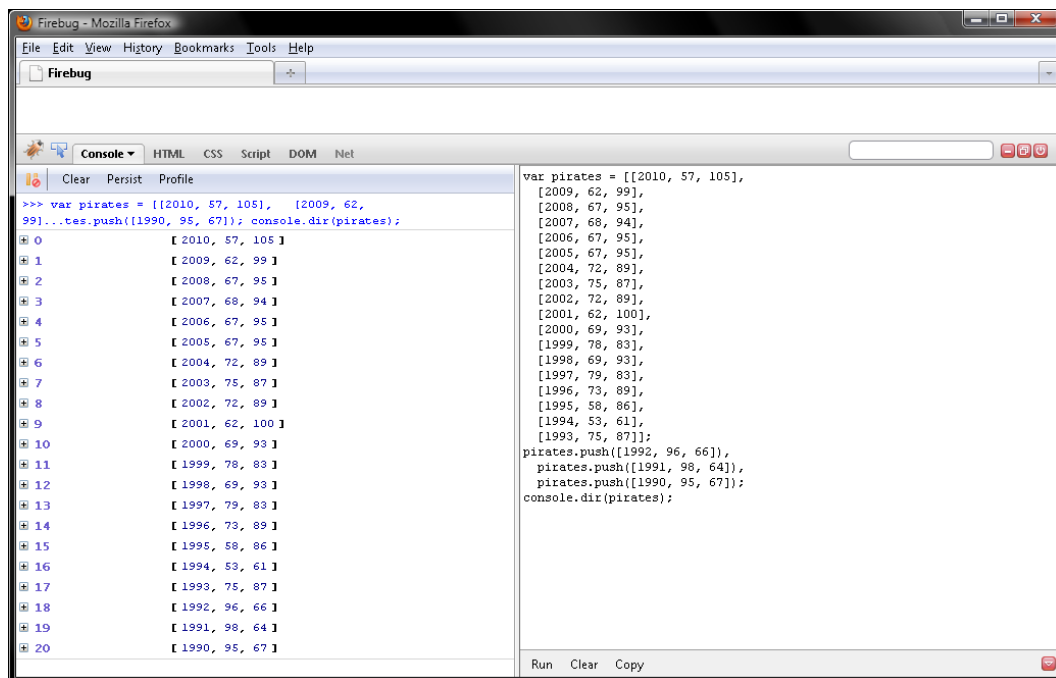 Firebug - Mozilla Firefox
File Edit View History Bookmarks Tools Help
Firebug
Console HTML CSS Script DOM Net
Clear Persist Profile
>>> var pirates = [[2010, 57, 105], [2009, 62,
99]...tes.push([1990, 95, 67]); console.dir(pirates);
0 [ 2010, 57, 105 ]
1 [ 2009, 62, 99 ]
2 [ 2008, 67, 95 ]
3 [ 2007, 68, 94 ]
4 [ 2006, 67, 95 ]
5 [ 2005, 67, 95 ]
6 [ 2004, 72, 89 ]
7 [ 2003, 75, 87 ]
8 [ 2002, 72, 89 ]
9 [ 2001, 62, 100 ]
10 [ 2000, 69, 93 ]
11 [ 1999, 78, 83 ]
12 [ 1998, 69, 93 ]
13 [ 1997, 79, 83 ]
14 [ 1996, 73, 89 ]
15 [ 1995, 58, 86 ]
16 [ 1994, 53, 61 ]
17 [ 1993, 75, 87 ]
18 [ 1992, 96, 66 ]
19 [ 1991, 98, 64 ]
20 [ 1990, 95, 67 ]
var pirates = [[2010, 57, 105],
[2009, 62, 99],
[2008, 67, 95],
[2007, 68, 94],
[2006, 67, 95],
[2005, 67, 95],
[2004, 72, 89],
[2003, 75, 87],
[2002, 72, 89],
[2001, 62, 100],
[2000, 69, 93],
[1999, 78, 83],
[1998, 69, 93],
[1997, 79, 83],
[1996, 73, 89],
[1995, 58, 86],
[1994, 53, 61],
[1993, 75, 87]];
pirates.push([1992, 96, 66]),
pirates.push([1991, 98, 64]),
pirates.push([1990, 95, 67]);
console.dir(pirates);
Run Clear Copy